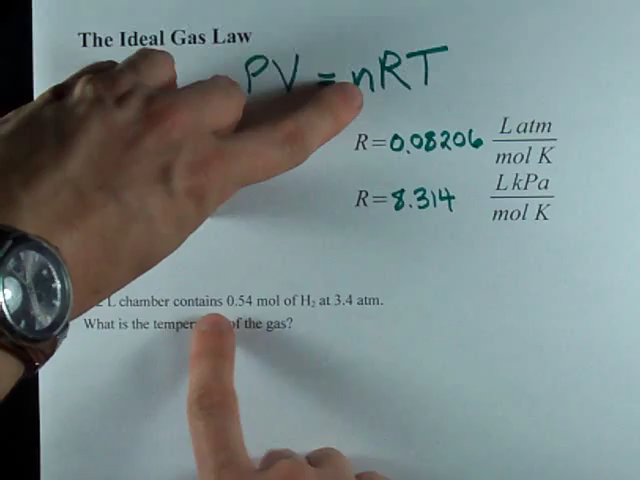 The Ideal Gas Law
PV = nRT
R=0.08206 L atm / mol K
R=8.314 L kPa / mol K
L chamber contains 0.54 mol of H₂ at 3.4 atm.
What is the of the gas?